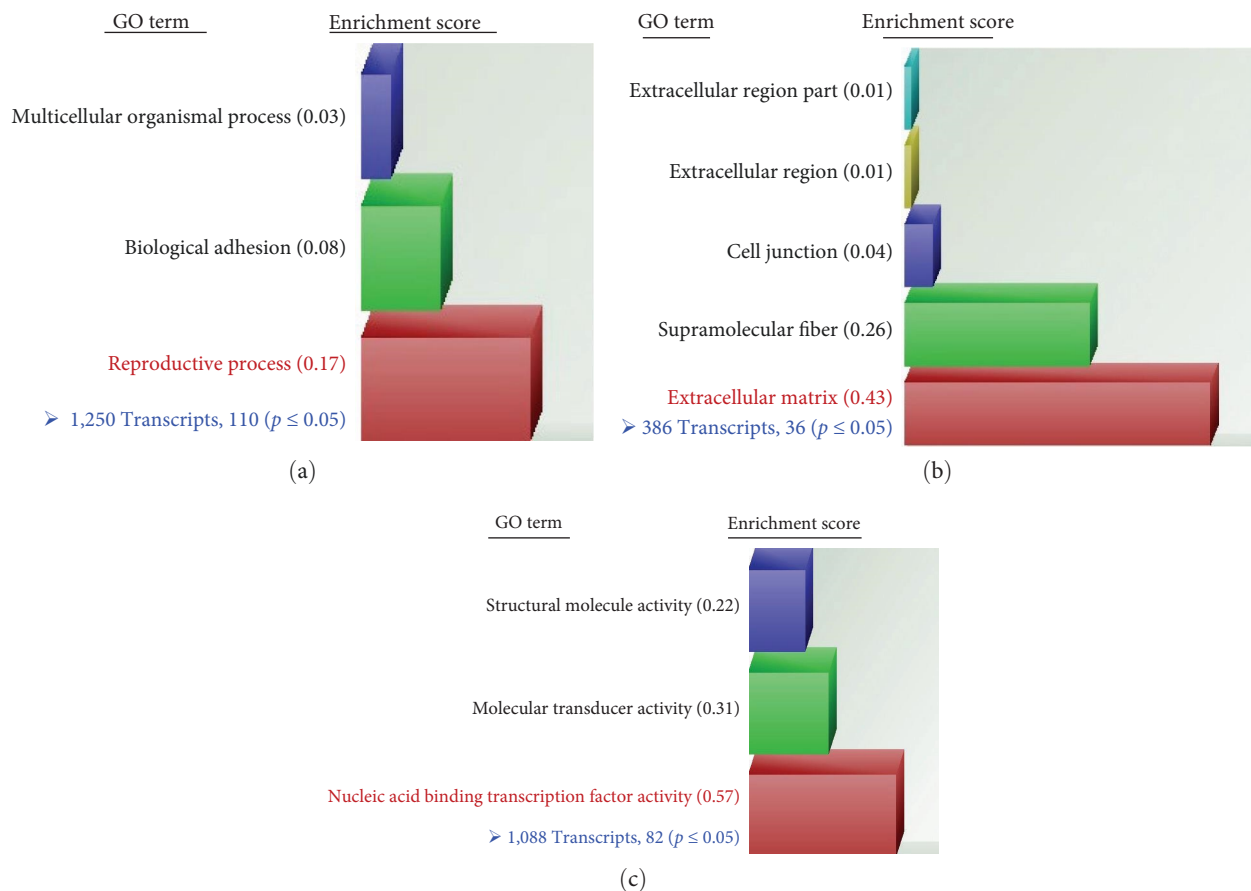 GO term Enrichment score
Multicellular organismal process (0.03)
Biological adhesion (0.08)
Reproductive process (0.17)
➢ 1,250 Transcripts, 110 (p ≤ 0.05)
(a)
GO term Enrichment score
Extracellular region part (0.01)
Extracellular region (0.01)
Cell junction (0.04)
Supramolecular fiber (0.26)
Extracellular matrix (0.43)
➢ 386 Transcripts, 36 (p ≤ 0.05)
(b)
GO term Enrichment score
Structural molecule activity (0.22)
Molecular transducer activity (0.31)
Nucleic acid binding transcription factor activity (0.57)
➢ 1,088 Transcripts, 82 (p ≤ 0.05)
(c)